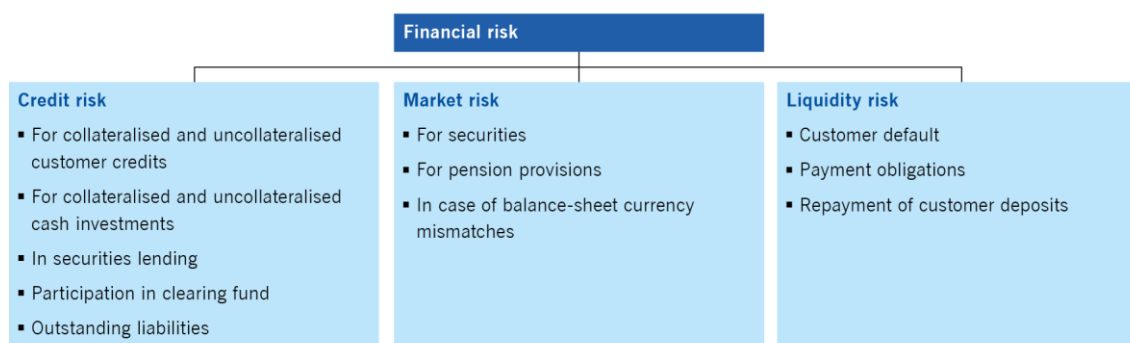 Financial risk
Credit risk
▪ For collateralised and uncollateralised
customer credits
▪ For collateralised and uncollateralised
cash investments
▪ In securities lending
▪ Participation in clearing fund
▪ Outstanding liabilities
Market risk
▪ For securities
▪ For pension provisions
▪ In case of balance-sheet currency
mismatches
Liquidity risk
▪ Customer default
▪ Payment obligations
▪ Repayment of customer deposits